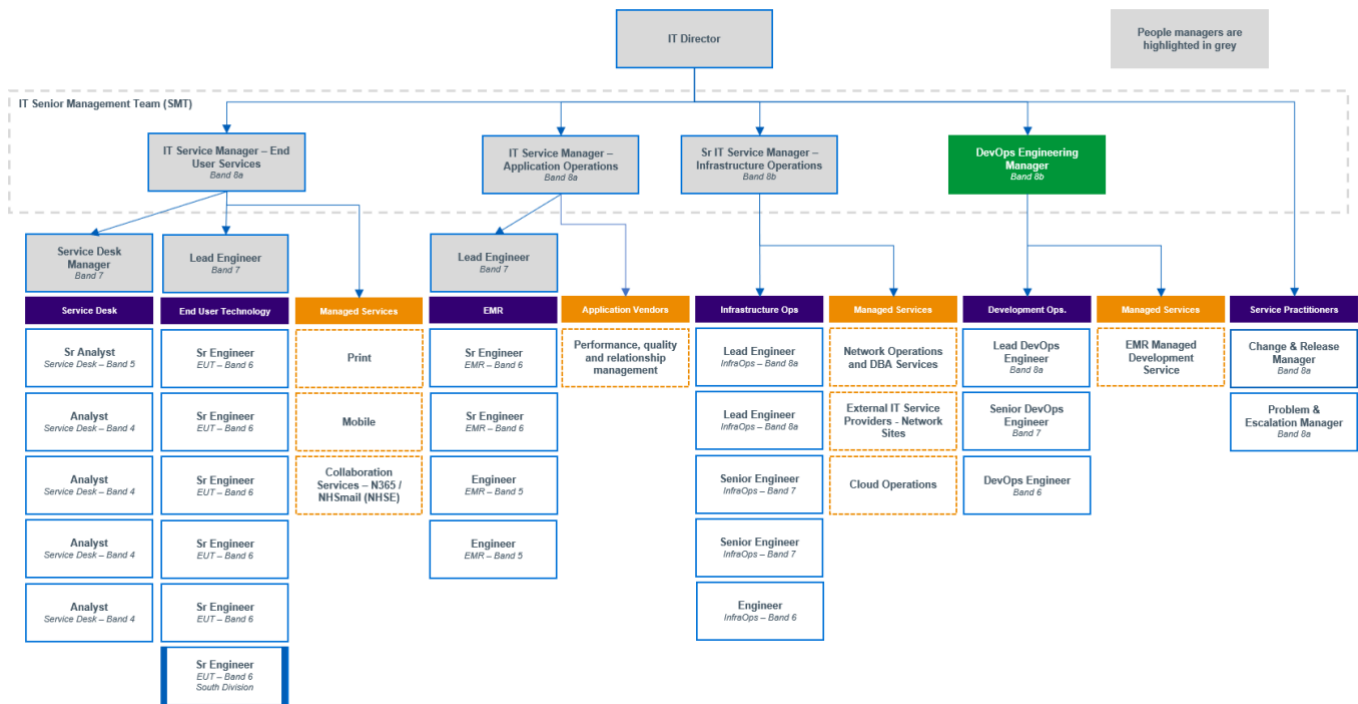 IT Director
People managers are
highlighted in grey
IT Senior Management Team (SMT)
IT Service Manager – End
User Services
Band 8a
IT Service Manager –
Application Operations
Band 8a
Sr IT Service Manager –
Infrastructure Operations
Band 8b
DevOps Engineering
Manager
Band 8b
Service Desk
Manager
Band 7
Lead Engineer
Band 7
Lead Engineer
Band 7
Service Desk
End User Technology
Managed Services
EMR
Application Vendors
Infrastructure Ops
Managed Services
Development Ops.
Managed Services
Service Practitioners
Sr Analyst
Service Desk – Band 5
Analyst
Service Desk – Band 4
Analyst
Service Desk – Band 4
Analyst
Service Desk – Band 4
Analyst
Service Desk – Band 4
Sr Engineer
EUT – Band 6
Sr Engineer
EUT – Band 6
Sr Engineer
EUT – Band 6
Sr Engineer
EUT – Band 6
Sr Engineer
EUT – Band 6
Sr Engineer
EUT – Band 6
South Division
Print
Mobile
Collaboration
Services – N365 /
NHSmail (NHSE)
Sr Engineer
EMR – Band 6
Sr Engineer
EMR – Band 6
Engineer
EMR – Band 5
Engineer
EMR – Band 5
Performance, quality
and relationship
management
Lead Engineer
InfraOps – Band 8a
Lead Engineer
InfraOps – Band 8a
Senior Engineer
InfraOps – Band 7
Senior Engineer
InfraOps – Band 7
Engineer
InfraOps – Band 6
Network Operations
and DBA Services
External IT Service
Providers - Network
Sites
Cloud Operations
Lead DevOps
Engineer
Band 8a
Senior DevOps
Engineer
Band 7
DevOps Engineer
Band 6
EMR Managed
Development
Service
Change & Release
Manager
Band 8a
Problem &
Escalation Manager
Band 8a